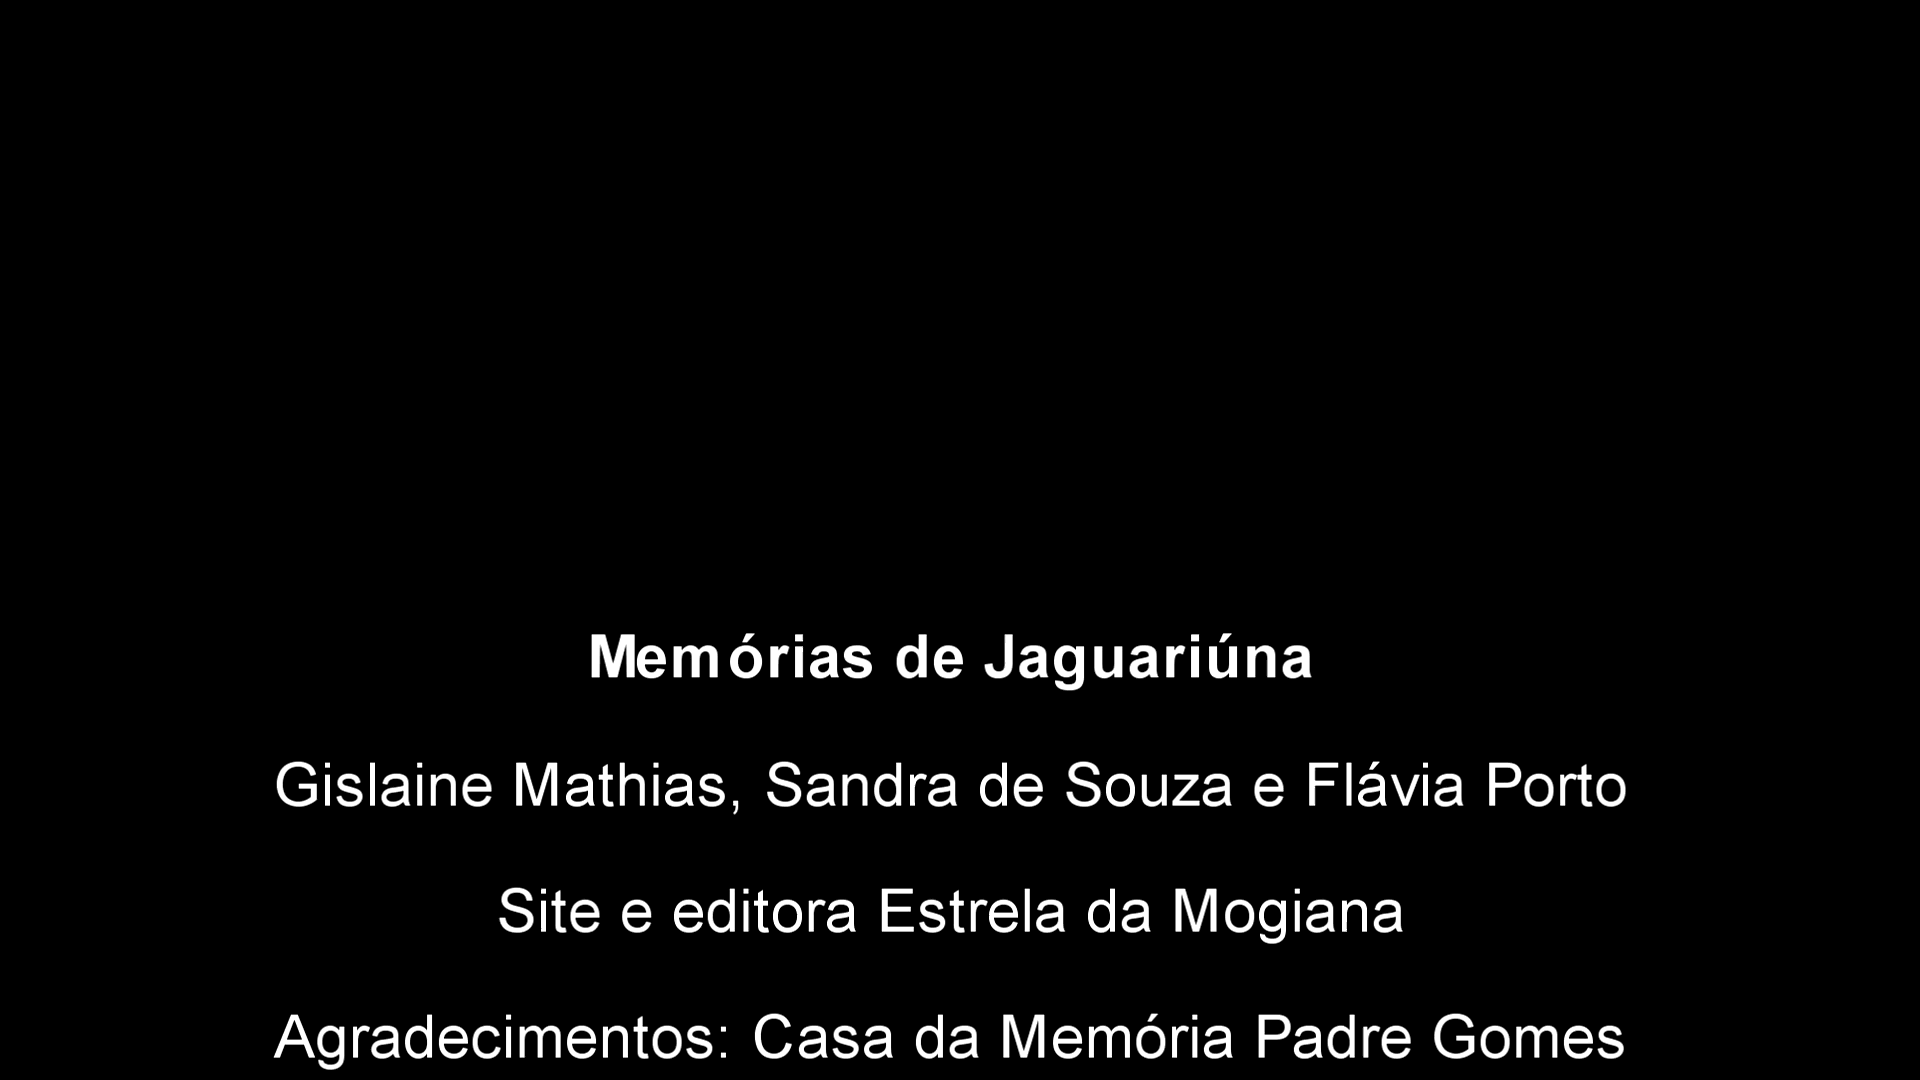 Memórias de Jaguariúna
Gislaine Mathias, Sandra de Souza e Flávia Porto
Site e editora Estrela da Mogiana
Agradecimentos: Casa da Memória Padre Gomes